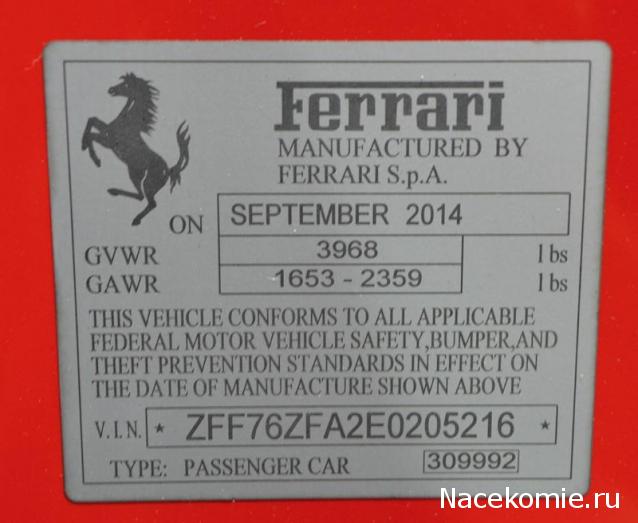 Ferrari
MANUFACTURED BY
FERRARI S.p.A.
ON SEPTEMBER 2014
GVWR 3968 lbs
GAWR 1653 - 2359 lbs
THIS VEHICLE CONFORMS TO ALL APPLICABLE
FEDERAL MOTOR VEHICLE SAFETY,BUMPER,AND
THEFT PREVENTION STANDARDS IN EFFECT ON
THE DATE OF MANUFACTURE SHOWN ABOVE
V.I.N. * ZFF76ZFA2E0205216 *
TYPE: PASSENGER CAR 309992
Nacekomie.ru